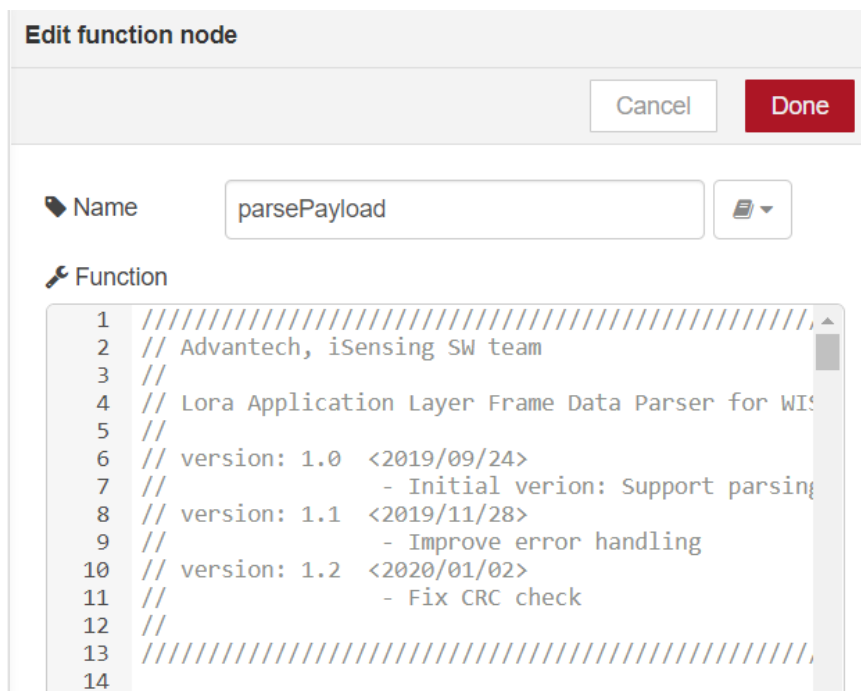 Edit function node
Cancel
Done
Name
parsePayload
Function
1 ///////////////////////////////////////////////////
2 // Advantech, iSensing SW team
3 //
4 // Lora Application Layer Frame Data Parser for WIS
5 //
6 // version: 1.0 <2019/09/24>
7 // - Initial verion: Support parsing
8 // version: 1.1 <2019/11/28>
9 // - Improve error handling
10 // version: 1.2 <2020/01/02>
11 // - Fix CRC check
12 //
13 ///////////////////////////////////////////////////
14